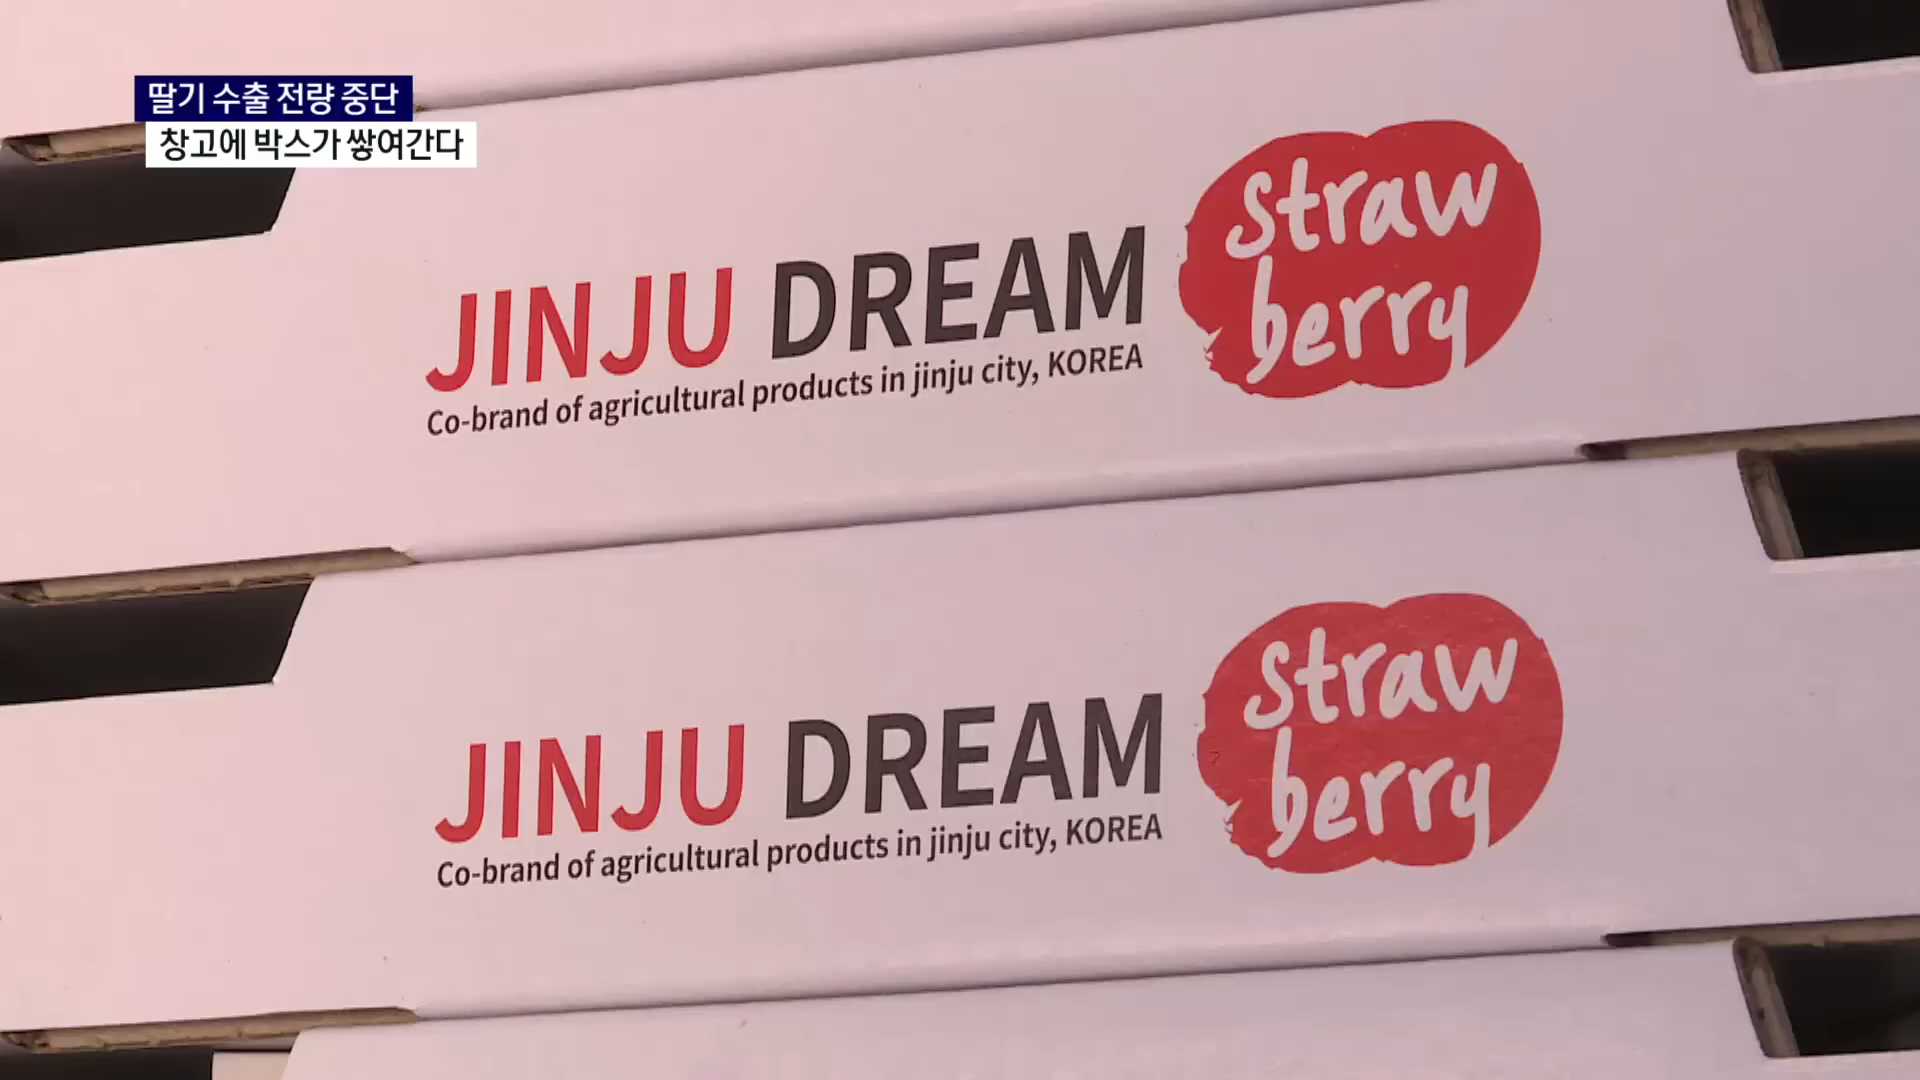 딸기 수출 전량 중단
창고에 박스가 쌓여간다
JINJU DREAM
Co-brand of agricultural products in jinju city, KOREA
straw
berry
JINJU DREAM
Co-brand of agricultural products in jinju city, KOREA
straw
berry